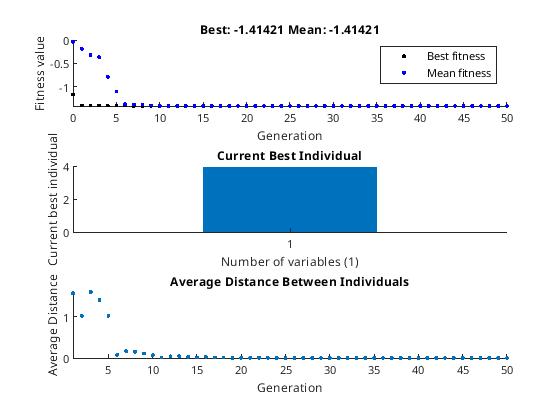 Best: -1.41421 Mean: -1.41421
Fitness value
0
-0.5
-1
Best fitness
Mean fitness
0 5 10 15 20 25 30 35 40 45 50
Generation
Current Best Individual
Current best individual
4
2
0
1
Number of variables (1)
Average Distance Between Individuals
Average Distance
1
0
5 10 15 20 25 30 35 40 45 50
Generation